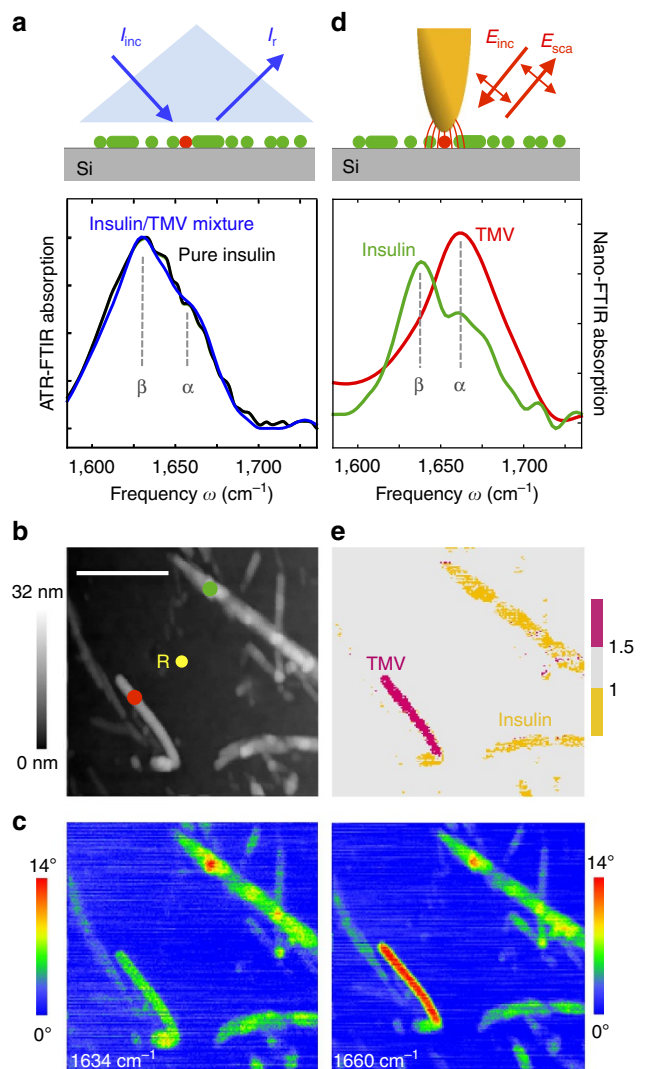 a
I inc
I r
Si
Insulin/TMV mixture
Pure insulin
β
α
ATR-FTIR absorption
1,600
1,650
1,700
Frequency ω (cm⁻¹)
d
E inc
E sca
Insulin
TMV
β
α
Nano-FTIR absorption
1,600
1,650
1,700
Frequency ω (cm⁻¹)
b
32 nm
0 nm
R
e
TMV
Insulin
1.5
1
c
14°
0°
1634 cm⁻¹
1660 cm⁻¹
14°
0°